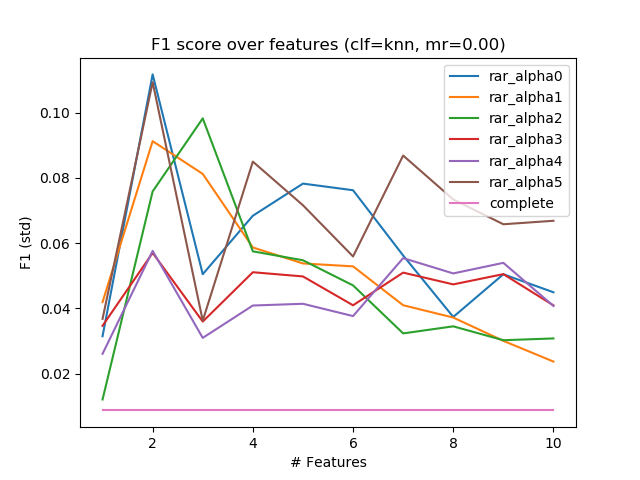 F1 score over features (clf=knn, mr=0.00)
rar_alpha0
rar_alpha1
rar_alpha2
rar_alpha3
rar_alpha4
rar_alpha5
complete
F1 (std)
0.10
0.08
0.06
0.04
0.02
2 4 6 8 10
# Features